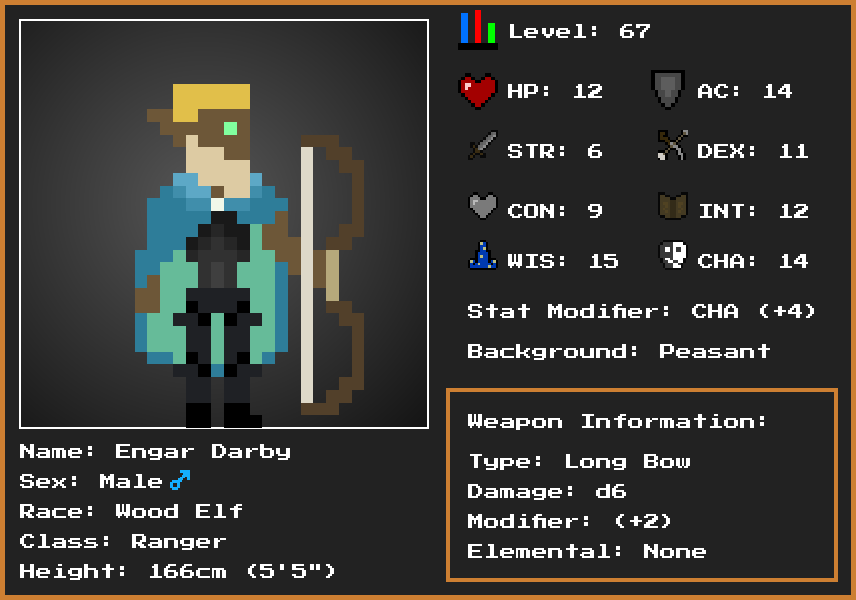 Level: 67
HP: 12
AC: 14
STR: 6
DEX: 11
CON: 9
INT: 12
WIS: 15
CHA: 14
Stat Modifier: CHA (+4)
Background: Peasant
Weapon Information:
Type: Long Bow
Damage: d6
Modifier: (+2)
Elemental: None
Name: Engar Darby
Sex: Male♂
Race: Wood Elf
Class: Ranger
Height: 166cm (5'5")